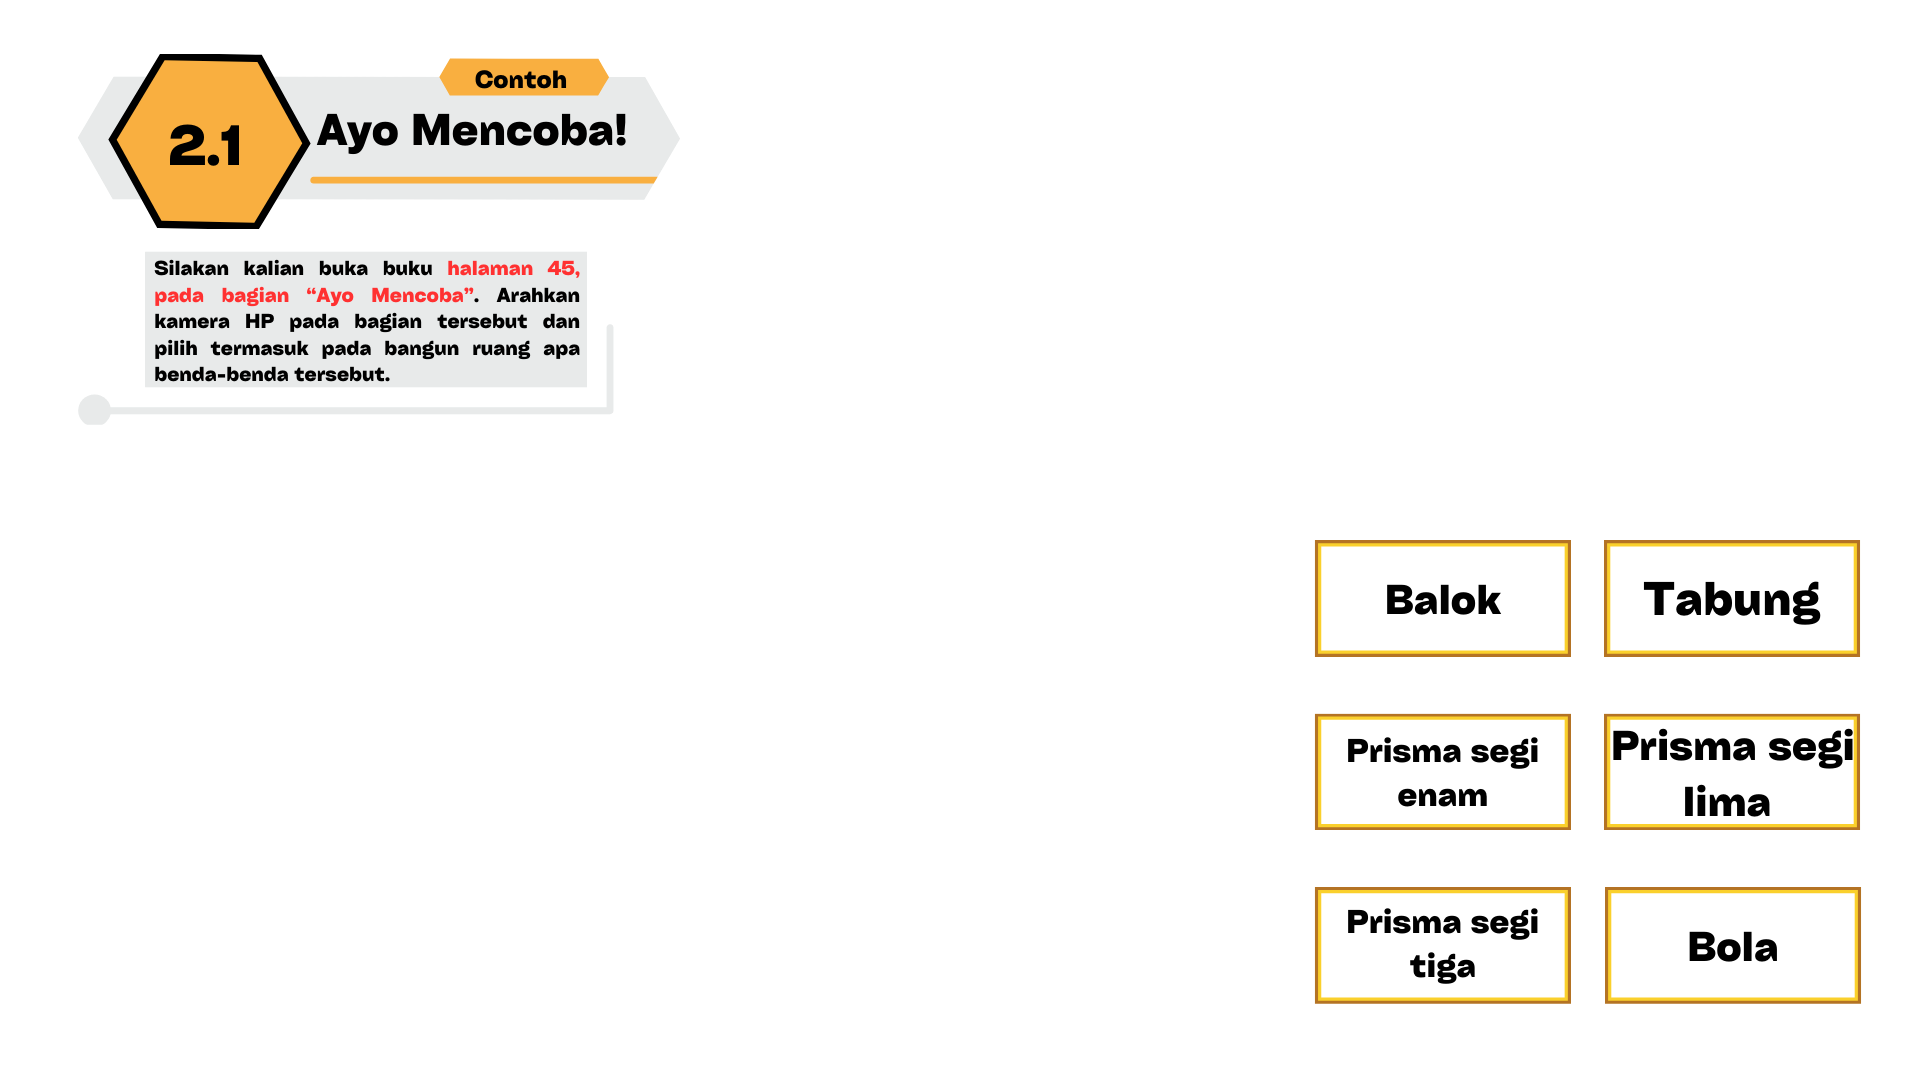 Contoh
2.1
Ayo Mencoba!
Silakan kalian buka buku halaman 45,
pada bagian “Ayo Mencoba”. Arahkan
kamera HP pada bagian tersebut dan
pilih termasuk pada bangun ruang apa
benda-benda tersebut.
Balok
Tabung
Prisma segi
enam
Prisma segi
lima
Prisma segi
tiga
Bola